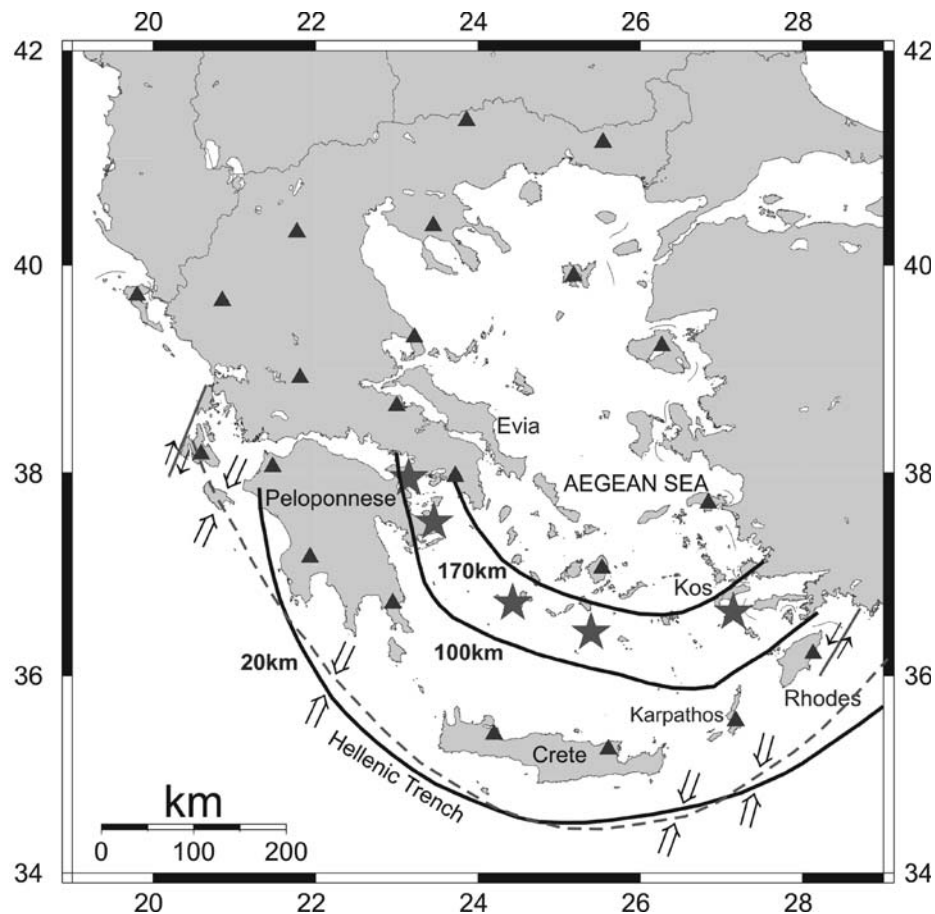 20 22 24 26 28
42 42
40 40
Evia
38 38
AEGEAN SEA
Peloponnese
170km
Kos
100km
20km
36 36
Rhodes
Karpathos
Crete
Hellenic Trench
km
0 100 200
34 34
20 22 24 26 28